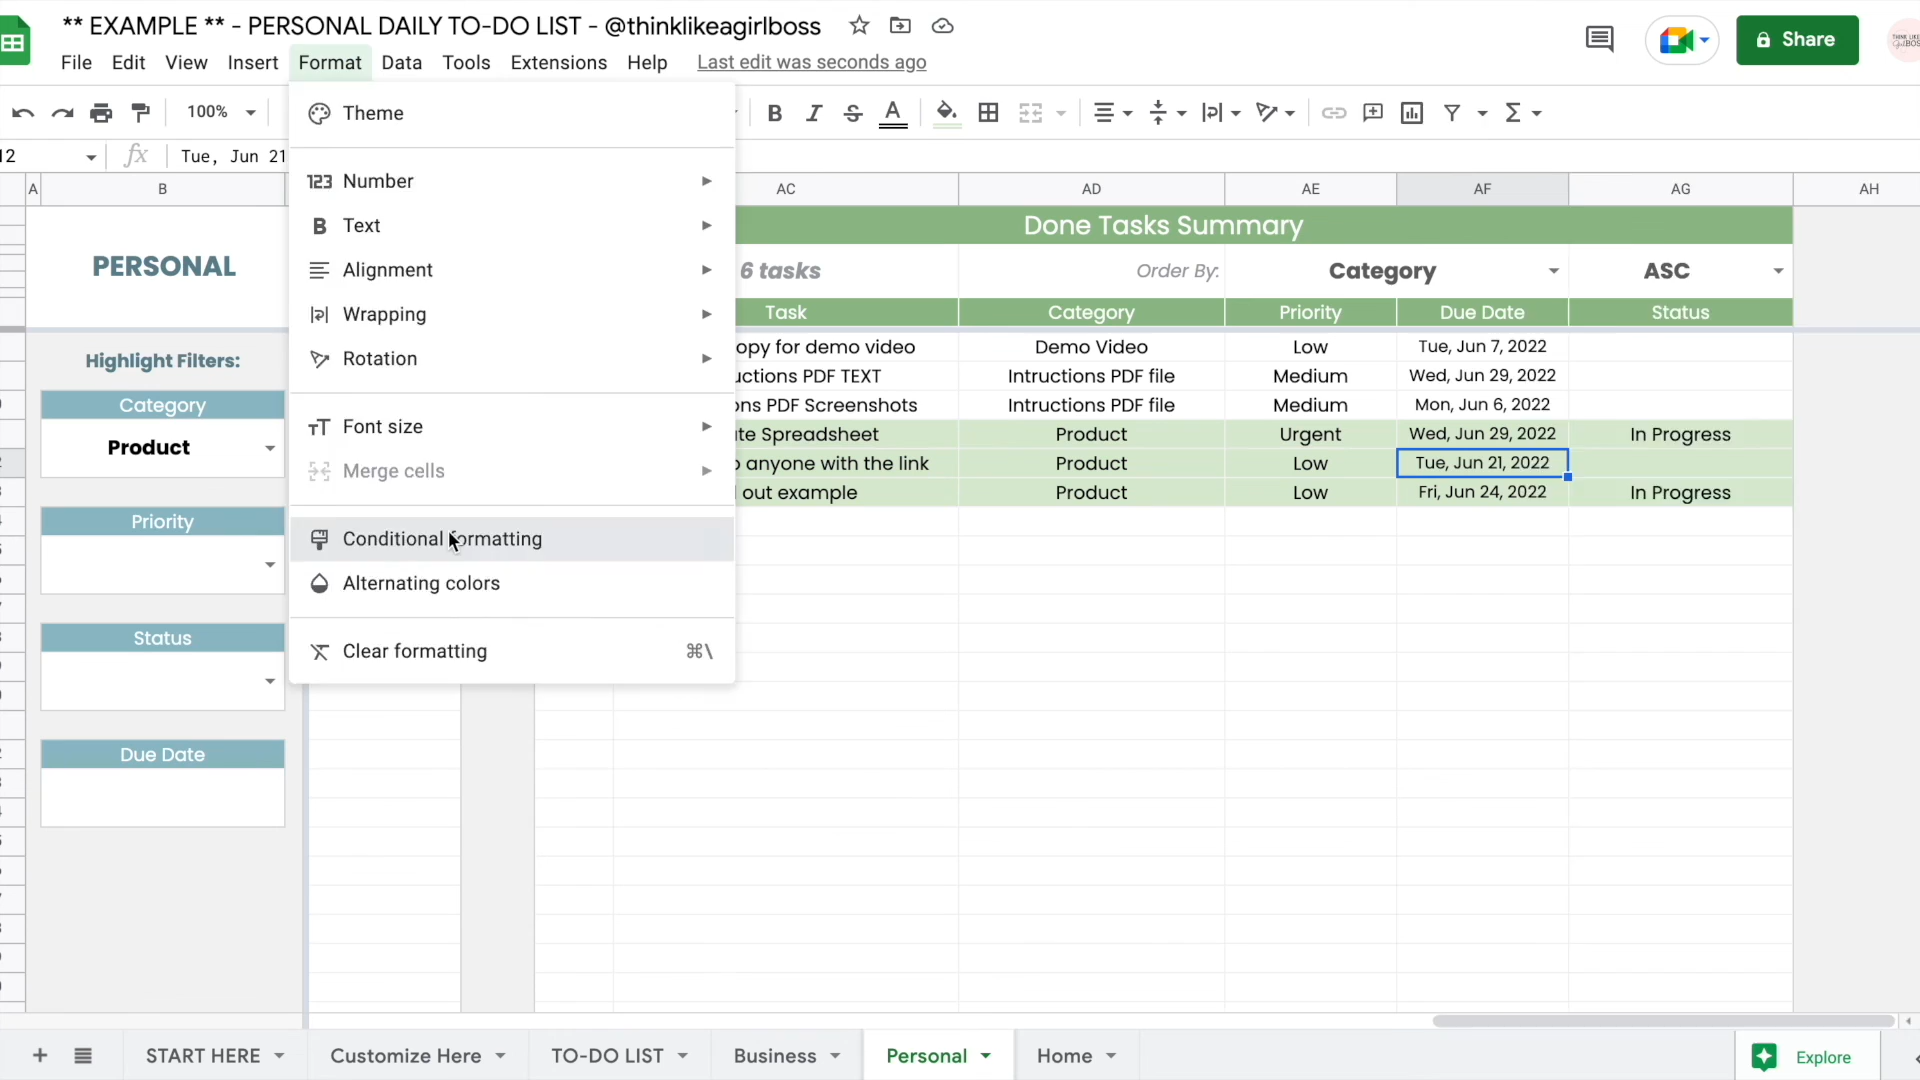 ** EXAMPLE ** - PERSONAL DAILY TO-DO LIST - @thinklikeagirlboss
File Edit View Insert Format Data Tools Extensions Help Last edit was seconds ago
Share
100%
Tue, Jun 21
A B AC AD AE AF AG AH
Theme
123 Number
Text
Alignment
Wrapping
Rotation
Font size
Merge cells
Conditional formatting
Alternating colors
Clear formatting ⌘\
PERSONAL
Highlight Filters:
Category
Product
Priority
Status
Due Date
Done Tasks Summary
6 tasks Order By: Category ASC
Task Category Priority Due Date Status
opy for demo video Demo Video Low Tue, Jun 7, 2022
uctions PDF TEXT Intructions PDF file Medium Wed, Jun 29, 2022
ons PDF Screenshots Intructions PDF file Medium Mon, Jun 6, 2022
te Spreadsheet Product Urgent Wed, Jun 29, 2022 In Progress
anyone with the link Product Low Tue, Jun 21, 2022
out example Product Low Fri, Jun 24, 2022 In Progress
START HERE Customize Here TO-DO LIST Business Personal Home Explore